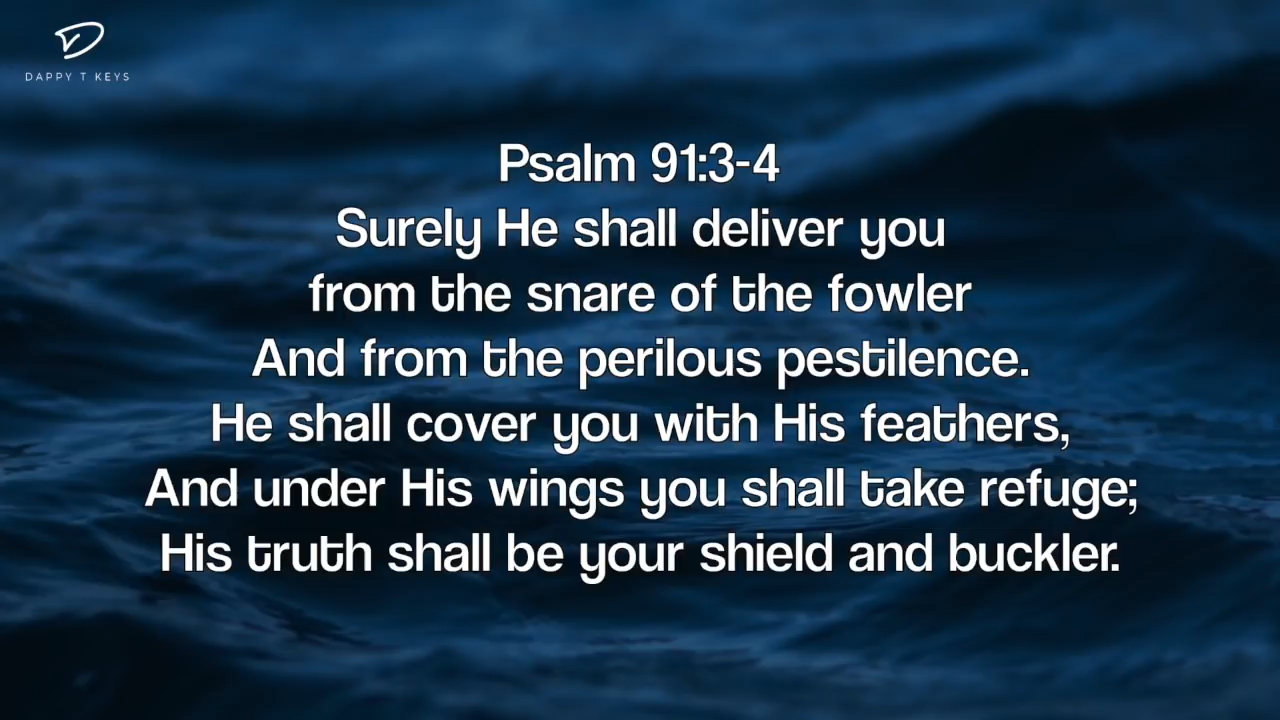 DAPPY T KEYS
Psalm 91:3-4
Surely He shall deliver you
from the snare of the fowler
And from the perilous pestilence.
He shall cover you with His feathers,
And under His wings you shall take refuge;
His truth shall be your shield and buckler.